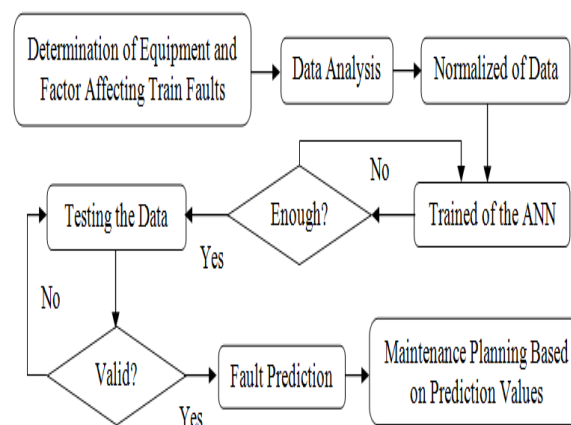 Determination of Equipment and
Factor Affecting Train Faults
Data Analysis
Normalized of Data
No
Testing the Data
Enough?
Trained of the ANN
Yes
No
Valid?
Fault Prediction
Maintenance Planning Based
on Prediction Values
Yes